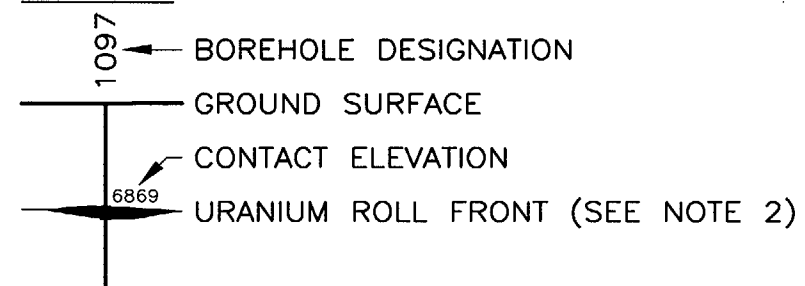 1097
BOREHOLE DESIGNATION
GROUND SURFACE
CONTACT ELEVATION
6869
URANIUM ROLL FRONT (SEE NOTE 2)